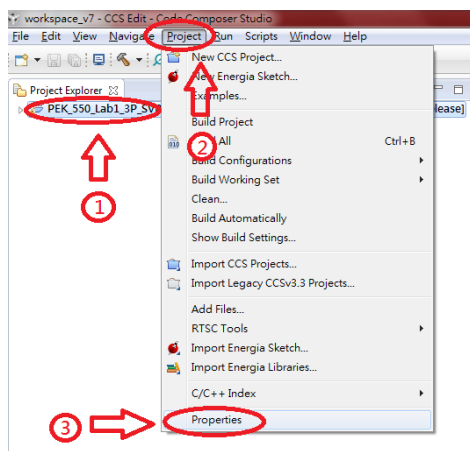 workspace_v7 - CCS Edit - Code Composer Studio
File Edit View Navigate Project Run Scripts Window Help
New CCS Project...
Project Explorer
New Energia Sketch...
Examples...
PEK_550_Lab1_3P_SV
lease]
1
2
Build Project
All Ctrl+B
Build Configurations
Build Working Set
Clean...
Build Automatically
Show Build Settings...
Import CCS Projects...
Import Legacy CCSv3.3 Projects...
Add Files...
RTSC Tools
Import Energia Sketch...
Import Energia Libraries...
C/C++ Index
3
Properties